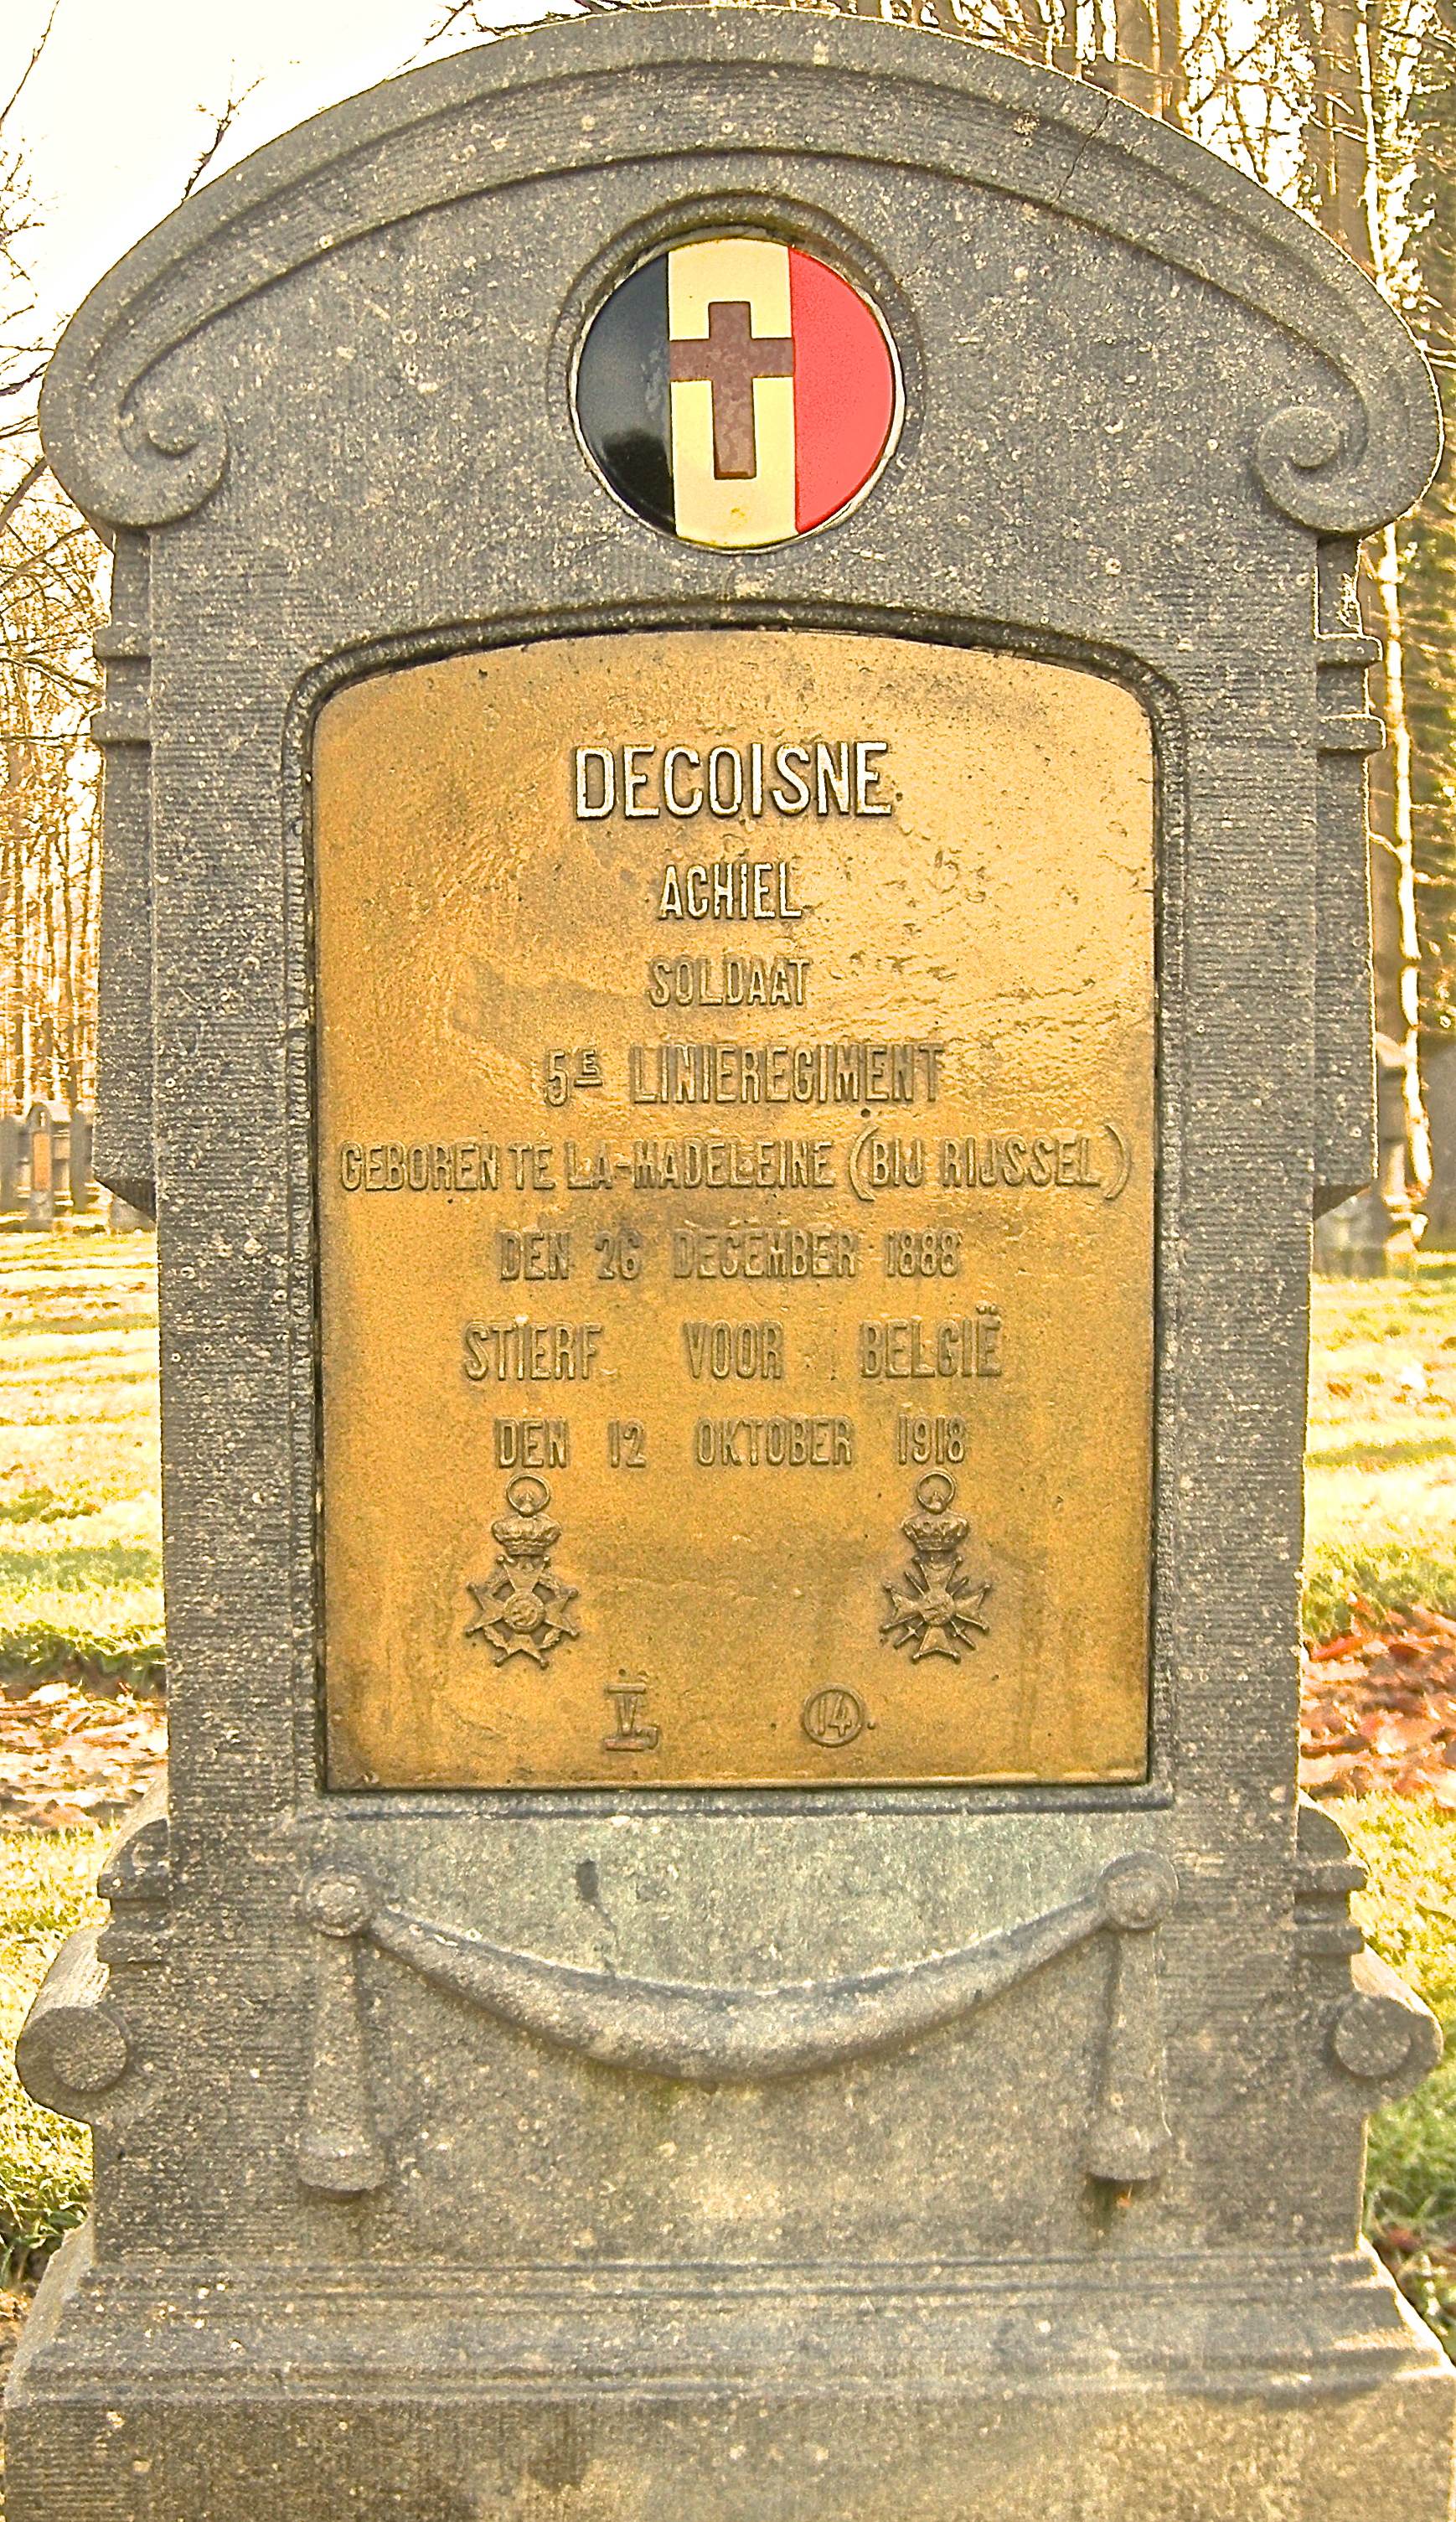 DECOISNE
ACHIEL
SOLDAAT
5E LINIEREGIMENT
GEBOREN TE LA-MADELEINE (BIJ RIJSSEL)
DEN 26 DECEMBER 1888
STIERF VOOR BELGIË
DEN 12 OKTOBER 1918
14